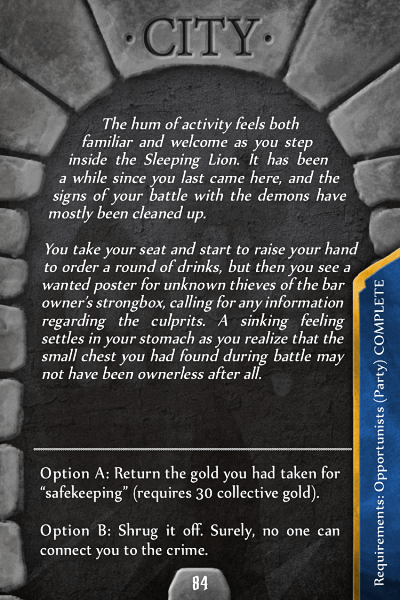 · CITY ·
The hum of activity feels both
familiar and welcome as you step
inside the Sleeping Lion. It has been
a while since you last came here, and the
signs of your battle with the demons have
mostly been cleaned up.
You take your seat and start to raise your hand
to order a round of drinks, but then you see a
wanted poster for unknown thieves of the bar
owner's strongbox, calling for any information
regarding the culprits. A sinking feeling
settles in your stomach as you realize that the
small chest you had found during battle may
not have been ownerless after all.
Option A: Return the gold you had taken for
“safekeeping” (requires 30 collective gold).
Option B: Shrug it off. Surely, no one can
connect you to the crime.
Requirements: Opportunists (Party) COMPLETE
84